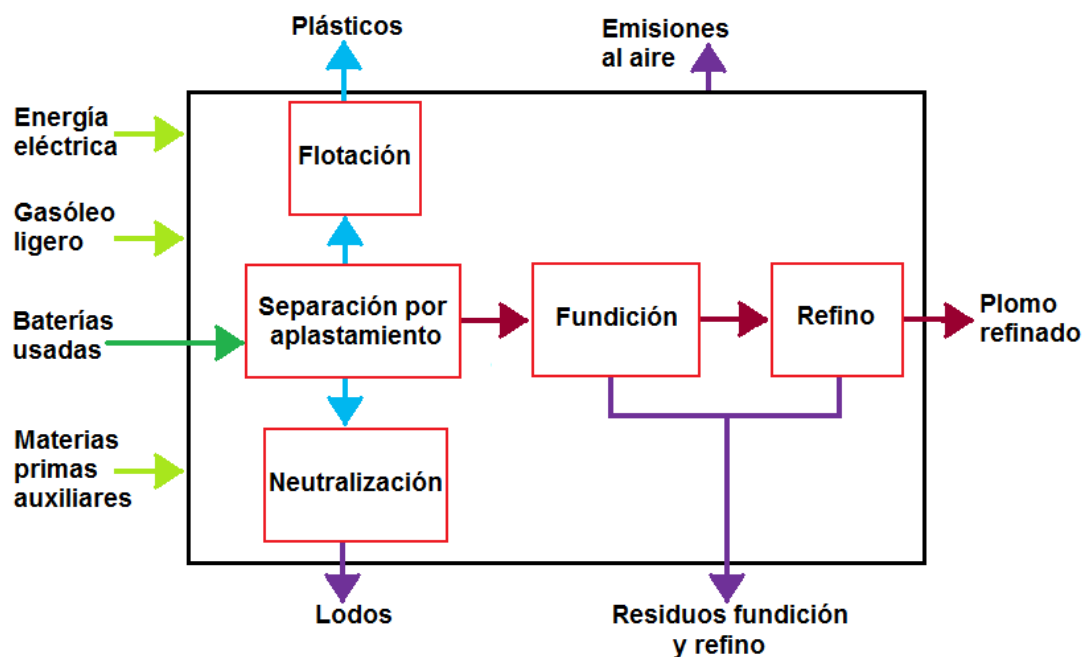 Plásticos
Emisiones
al aire
Energía
eléctrica
Flotación
Gasóleo
ligero
Baterías
usadas
Separación por
aplastamiento
Fundición
Refino
Plomo
refinado
Materias
primas
auxiliares
Neutralización
Lodos
Residuos fundición
y refino